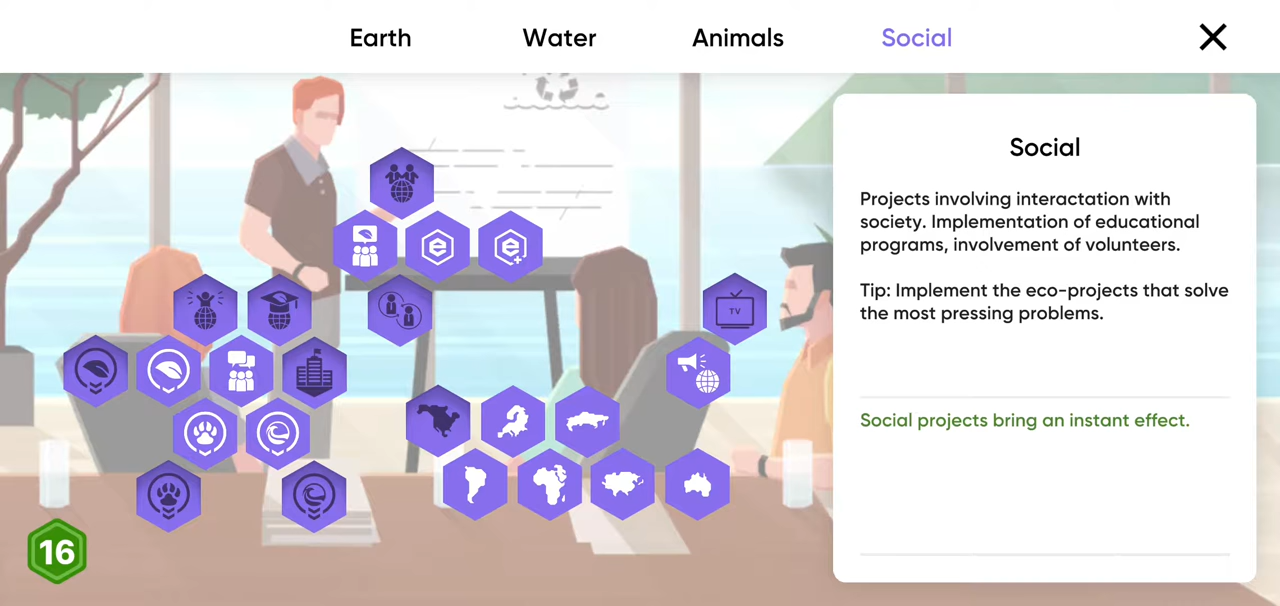 Earth Water Animals Social
Social
Projects involving interactation with
society. Implementation of educational
programs, involvement of volunteers.
Tip: Implement the eco-projects that solve
the most pressing problems.
TV
Social projects bring an instant effect.
16